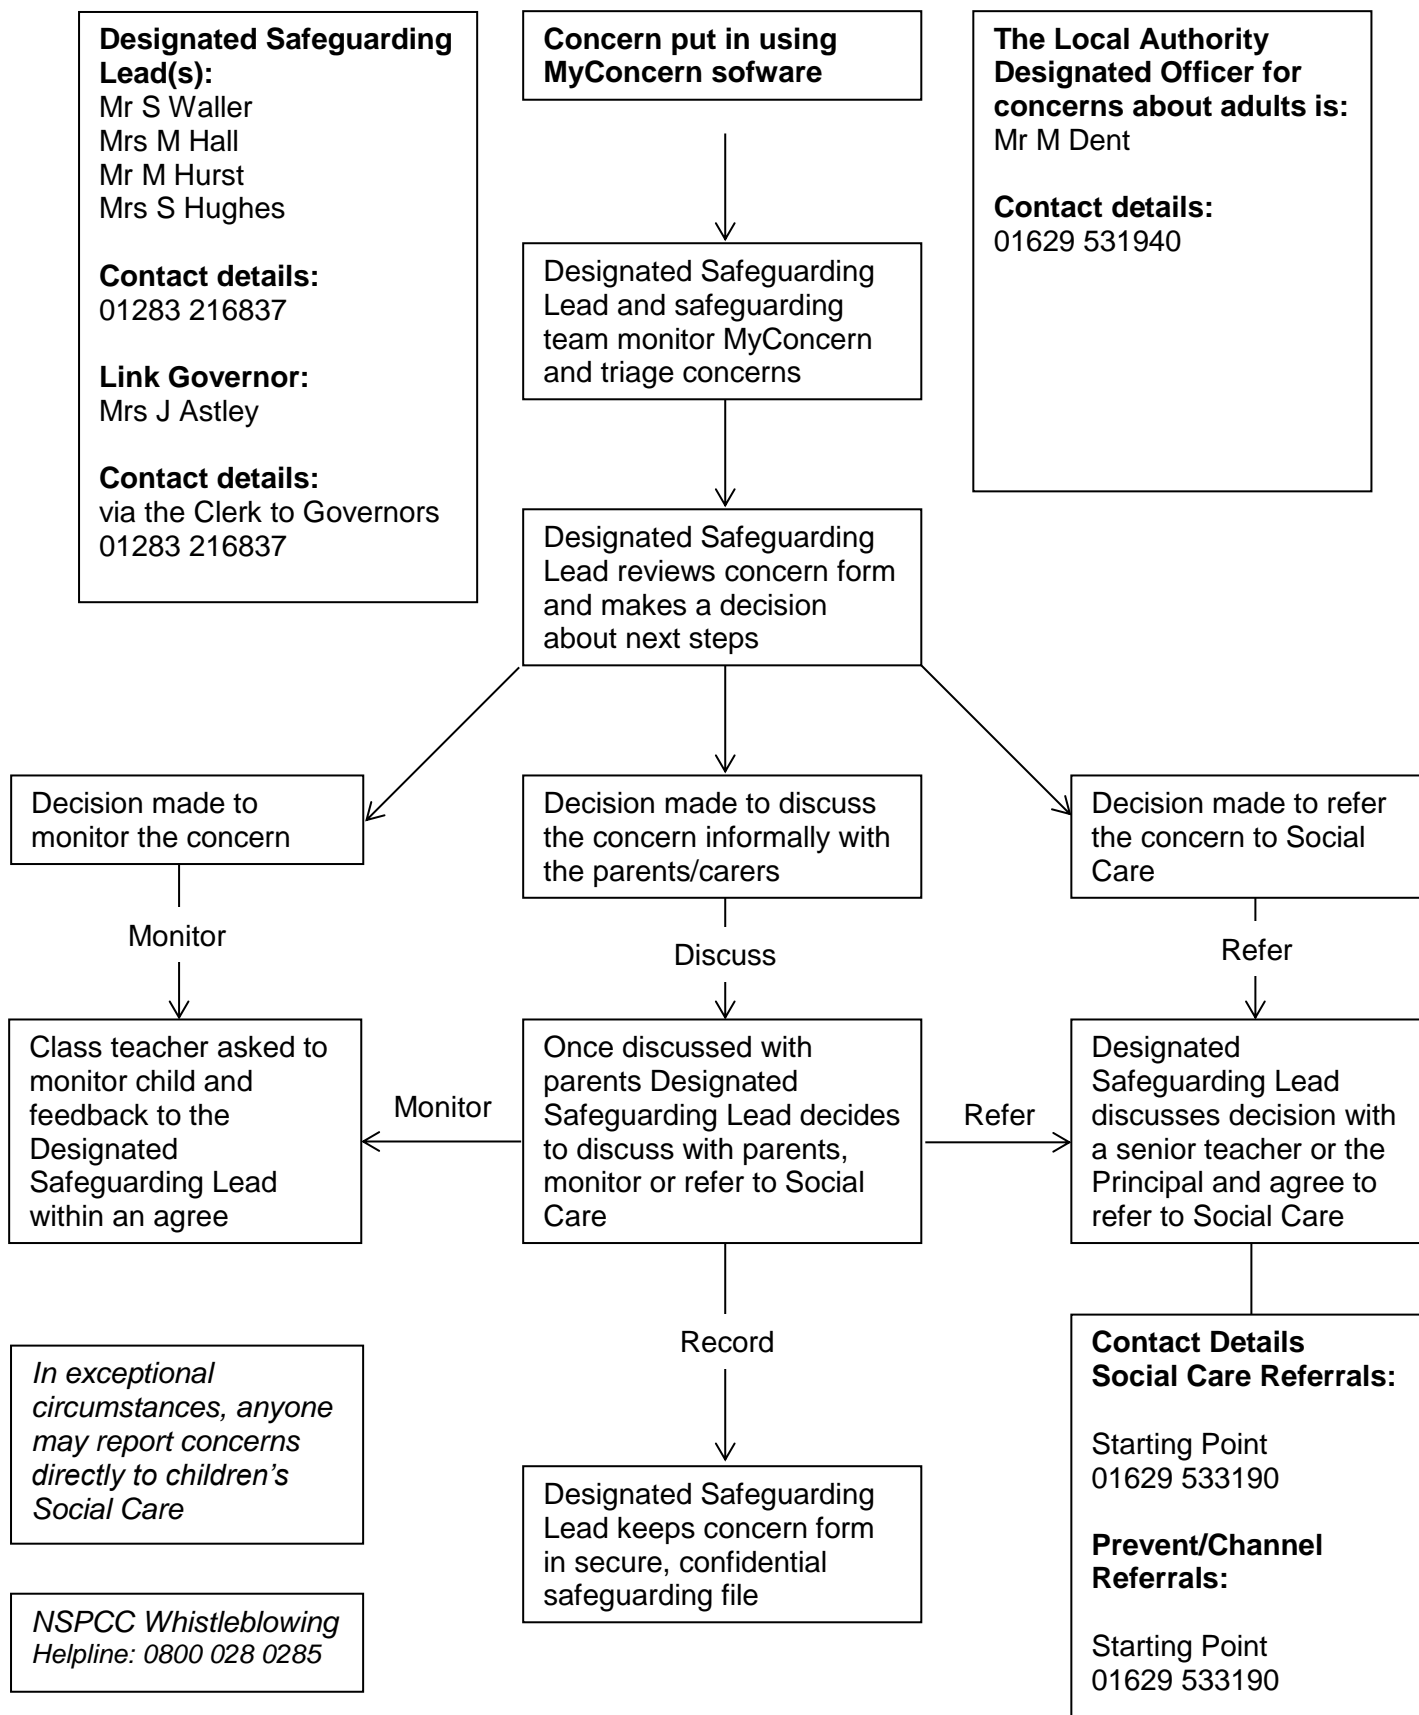 Designated Safeguarding
Lead(s):
Mr S Waller
Mrs M Hall
Mr M Hurst
Mrs S Hughes
Contact details:
01283 216837
Link Governor:
Mrs J Astley
Contact details:
via the Clerk to Governors
01283 216837
Concern put in using
MyConcern sofware
The Local Authority
Designated Officer for
concerns about adults is:
Mr M Dent
Contact details:
01629 531940
Designated Safeguarding
Lead and safeguarding
team monitor MyConcern
and triage concerns
Designated Safeguarding
Lead reviews concern form
and makes a decision
about next steps
Decision made to
monitor the concern
Decision made to discuss
the concern informally with
the parents/carers
Decision made to refer
the concern to Social
Care
Monitor
Discuss
Refer
Class teacher asked to
monitor child and
feedback to the
Designated
Safeguarding Lead
within an agree
Monitor
Once discussed with
parents Designated
Safeguarding Lead decides
to discuss with parents,
monitor or refer to Social
Care
Refer
Designated
Safeguarding Lead
discusses decision with
a senior teacher or the
Principal and agree to
refer to Social Care
Record
In exceptional
circumstances, anyone
may report concerns
directly to children’s
Social Care
NSPCC Whistleblowing
Helpline: 0800 028 0285
Designated Safeguarding
Lead keeps concern form
in secure, confidential
safeguarding file
Contact Details
Social Care Referrals:
Starting Point
01629 533190
Prevent/Channel
Referrals:
Starting Point
01629 533190